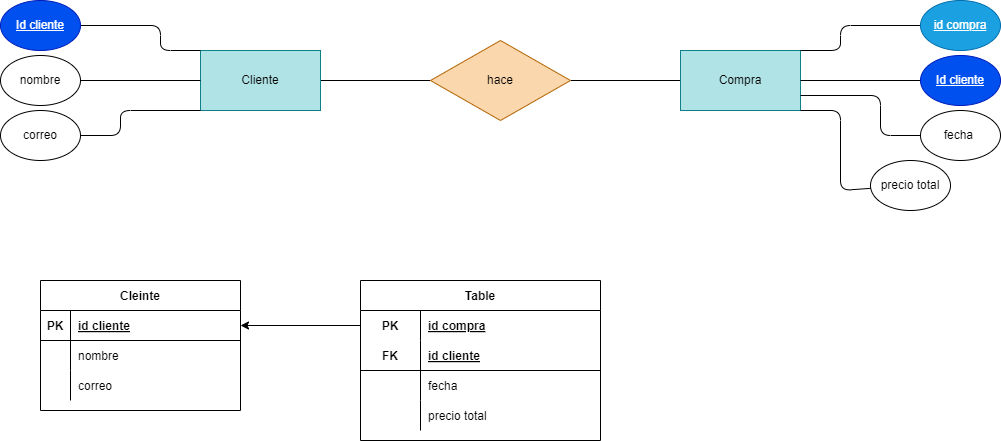 Id cliente
nombre
correo
Cliente
hace
Compra
id compra
Id cliente
fecha
precio total
Cleinte
PK id cliente
nombre
correo
Table
PK id compra
FK id cliente
fecha
precio total